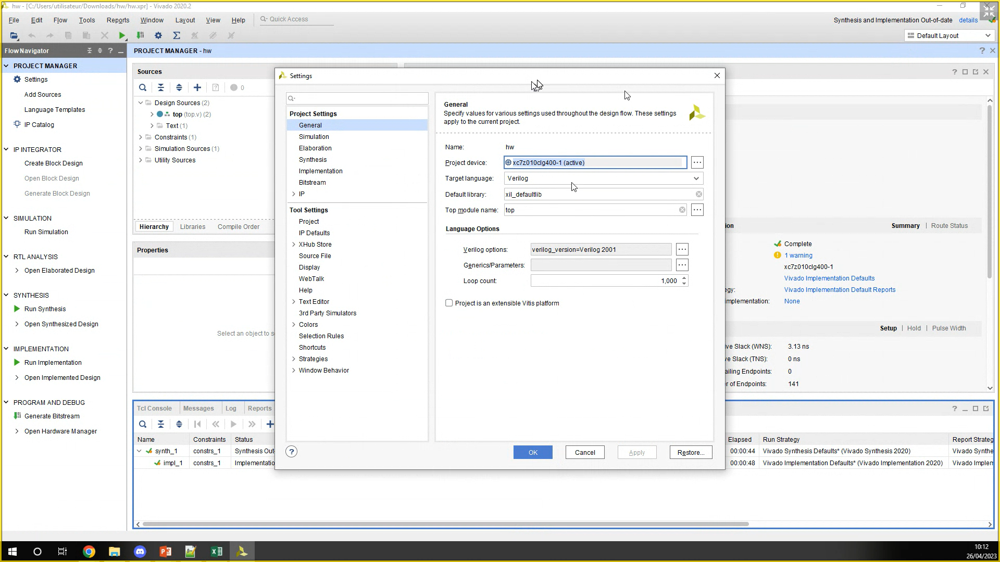 hw - [C:/Users/utilisateur/Downloads/hw/hw.xpr] - Vivado 2020.2
File Edit Flow Tools Reports Window Layout View Help Quick Access
Synthesis and Implementation Out-of-date details
Default Layout
Flow Navigator
PROJECT MANAGER - hw
PROJECT MANAGER
Settings
Add Sources
Language Templates
IP Catalog
IP INTEGRATOR
Create Block Design
Open Block Design
Generate Block Design
SIMULATION
Run Simulation
RTL ANALYSIS
Open Elaborated Design
SYNTHESIS
Run Synthesis
Open Synthesized Design
IMPLEMENTATION
Run Implementation
Open Implemented Design
PROGRAM AND DEBUG
Generate Bitstream
Open Hardware Manager
Sources
0
Design Sources (2)
top (top.v) (2)
Text (1)
Constraints (1)
Simulation Sources (1)
Utility Sources
Hierarchy Libraries Compile Order
Properties
Select an object to s
Settings
Project Settings
General
Simulation
Elaboration
Synthesis
Implementation
Bitstream
IP
Tool Settings
Project
IP Defaults
XHub Store
Source File
Display
WebTalk
Help
Text Editor
3rd Party Simulators
Colors
Selection Rules
Shortcuts
Strategies
Window Behavior
General
Specify values for various settings used throughout the design flow. These settings
apply to the current project.
Name: hw
Project device: xc7z010clg400-1 (active)
Target language: Verilog
Default library: xil_defaultlib
Top module name: top
Language Options
Verilog options: verilog_version=Verilog 2001
Generics/Parameters:
Loop count: 1,000
Project is an extensible Vitis platform
OK Cancel Apply Restore...
ion Summary | Route Status
Complete
1 warning
xc7z010clg400-1
Vivado Implementation Defaults
egy: Vivado Implementation Default Reports
mplementation: None
Setup | Hold | Pulse Width
ive Slack (WNS): 3.13 ns
ve Slack (TNS): 0 ns
ailing Endpoints: 0
r of Endpoints: 141
Tcl Console Messages Log Reports
Name Constraints Status Elapsed Run Strategy Report Strateg
synth_1 constrs_1 Synthesis Out- 00:00:44 Vivado Synthesis Defaults* (Vivado Synthesis 2020) Vivado Synthe
impl_1 constrs_1 Implementatio 00:00:48 Vivado Implementation Defaults* (Vivado Implementation 2020) Vivado Implen
10:12
26/04/2023